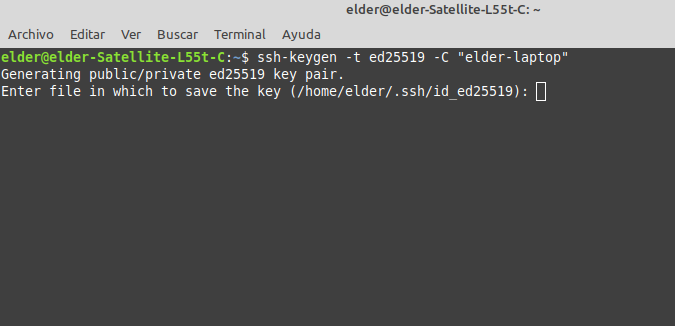 elder@elder-Satellite-L55t-C: ~
Archivo Editar Ver Buscar Terminal Ayuda
elder@elder-Satellite-L55t-C:~$ ssh-keygen -t ed25519 -C "elder-laptop"
Generating public/private ed25519 key pair.
Enter file in which to save the key (/home/elder/.ssh/id_ed25519):